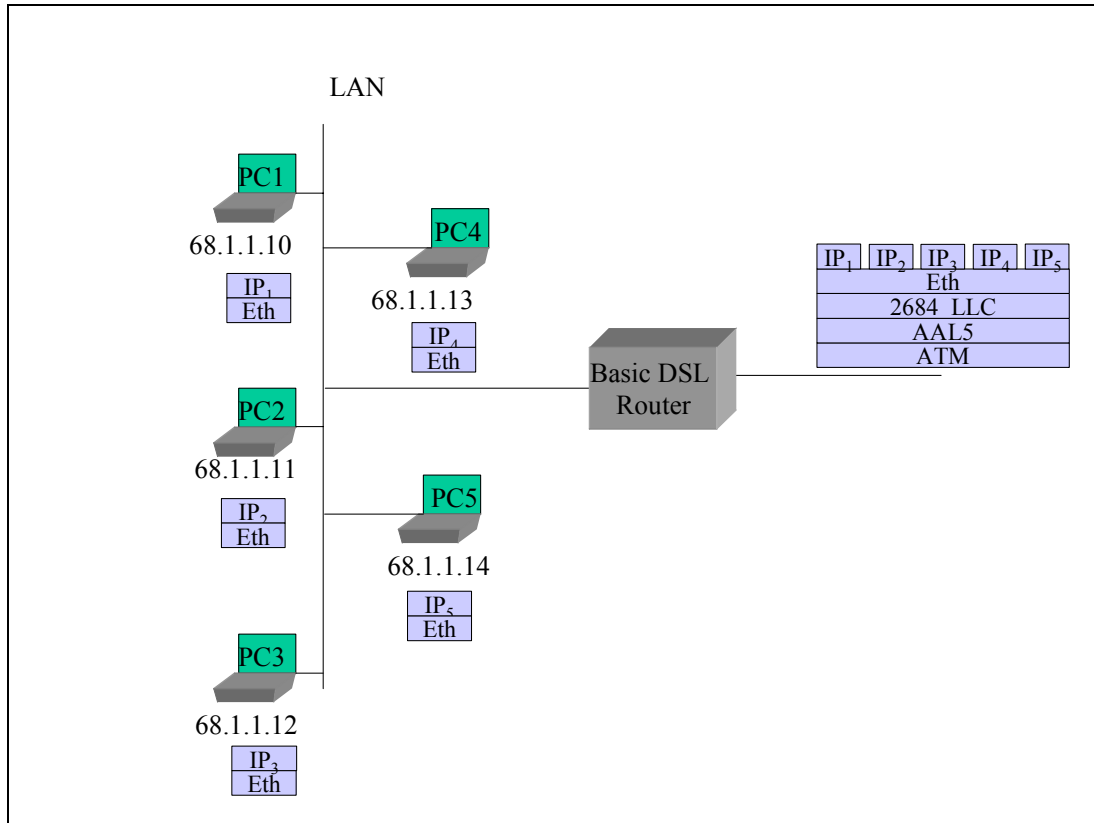 LAN
PC1
68.1.1.10
IP₁
Eth
PC4
68.1.1.13
IP₄
Eth
IP₁ IP₂ IP₃ IP₄ IP₅
Eth
2684 LLC
AAL5
ATM
Basic DSL
Router
PC2
68.1.1.11
IP₂
Eth
PC5
68.1.1.14
IP₅
Eth
PC3
68.1.1.12
IP₃
Eth